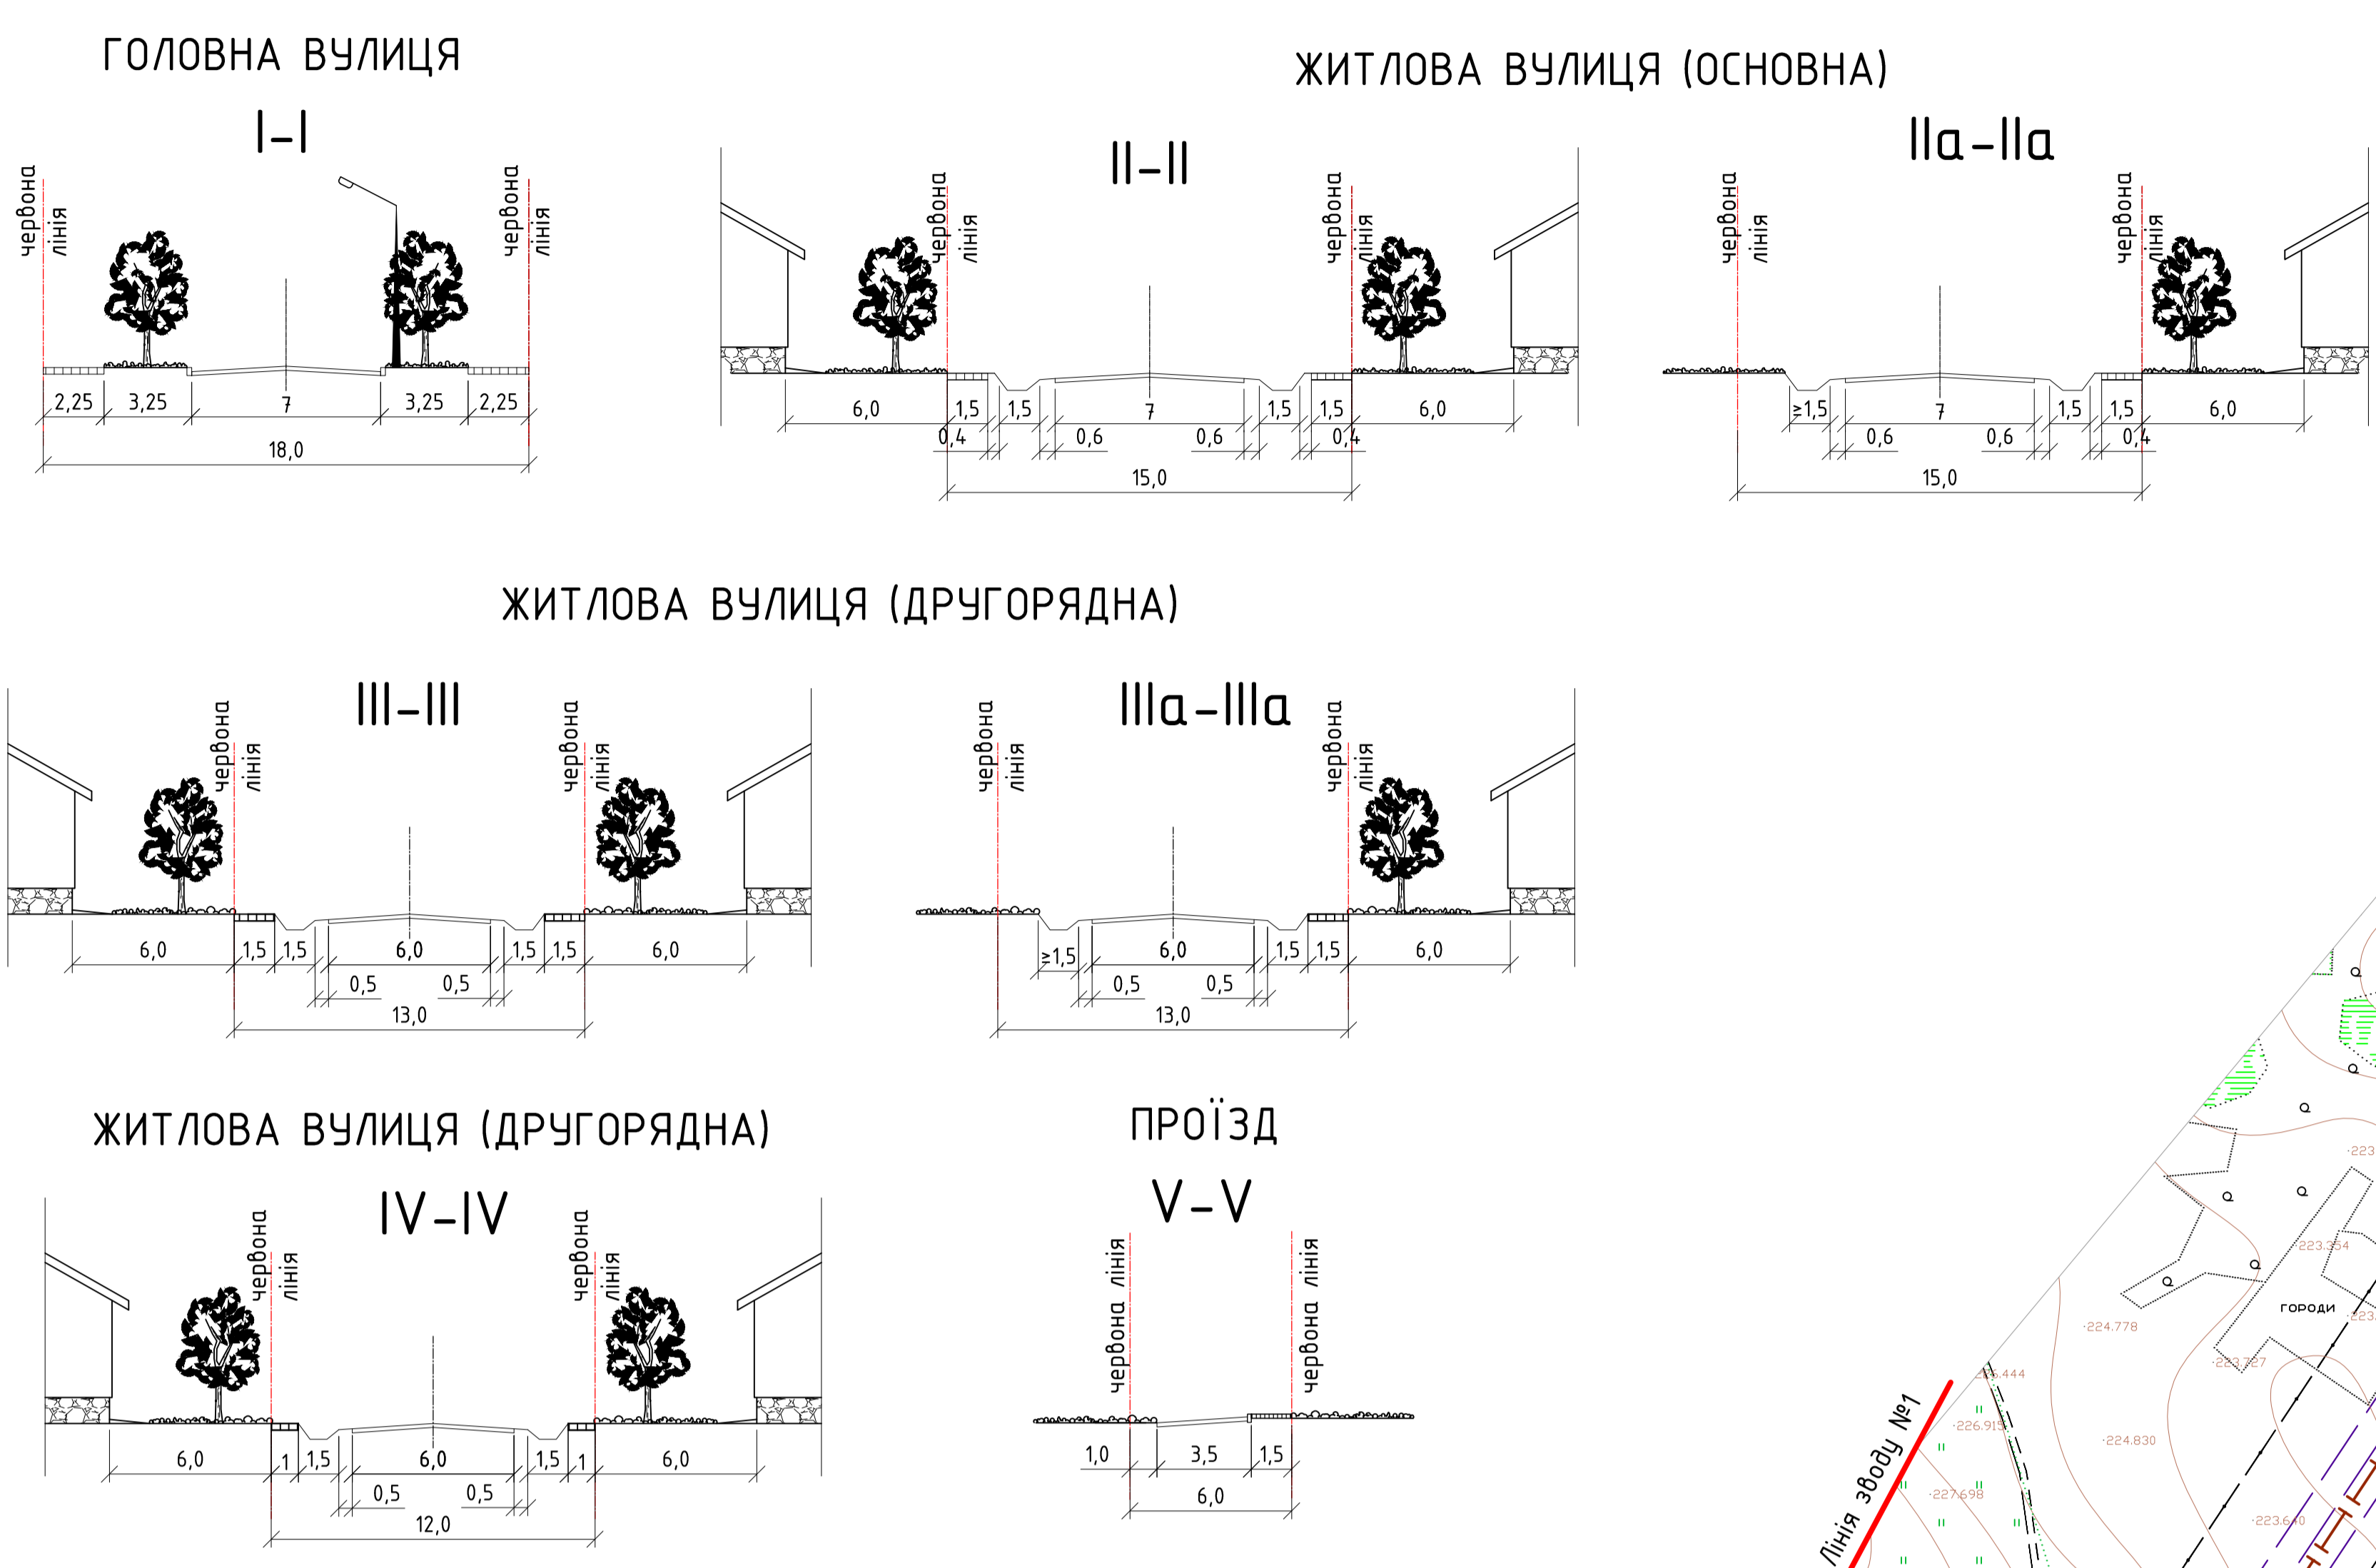 ГОЛОВНА ВУЛИЦЯ
І-І
червона лінія
червона лінія
2,25 3,25 7 3,25 2,25
18,0
ЖИТЛОВА ВУЛИЦЯ (ОСНОВНА)
ІІ-ІІ
червона лінія
червона лінія
6,0 1,5 1,5 7 1,5 1,5 6,0
0,4 0,6 0,6 0,4
15,0
ІІа-ІІа
червона лінія
червона лінія
≥1,5 7 1,5 1,5 6,0
0,6 0,6 0,4
15,0
ЖИТЛОВА ВУЛИЦЯ (ДРУГОРЯДНА)
ІІІ-ІІІ
червона лінія
червона лінія
6,0 1,5 1,5 6,0 1,5 1,5 6,0
0,5 0,5
13,0
ІІІа-ІІІа
червона лінія
червона лінія
≥1,5 6,0 1,5 1,5 6,0
0,5 0,5
13,0
ЖИТЛОВА ВУЛИЦЯ (ДРУГОРЯДНА)
IV-IV
червона лінія
червона лінія
6,0 1 1,5 6,0 1,5 1 6,0
0,5 0,5
12,0
ПРОЇЗД
V-V
червона лінія
червона лінія
1,0 3,5 1,5
6,0
223.354
ГОРОДИ
224.778
223.727
226.915
224.830
227.698
Лінія зводу №1